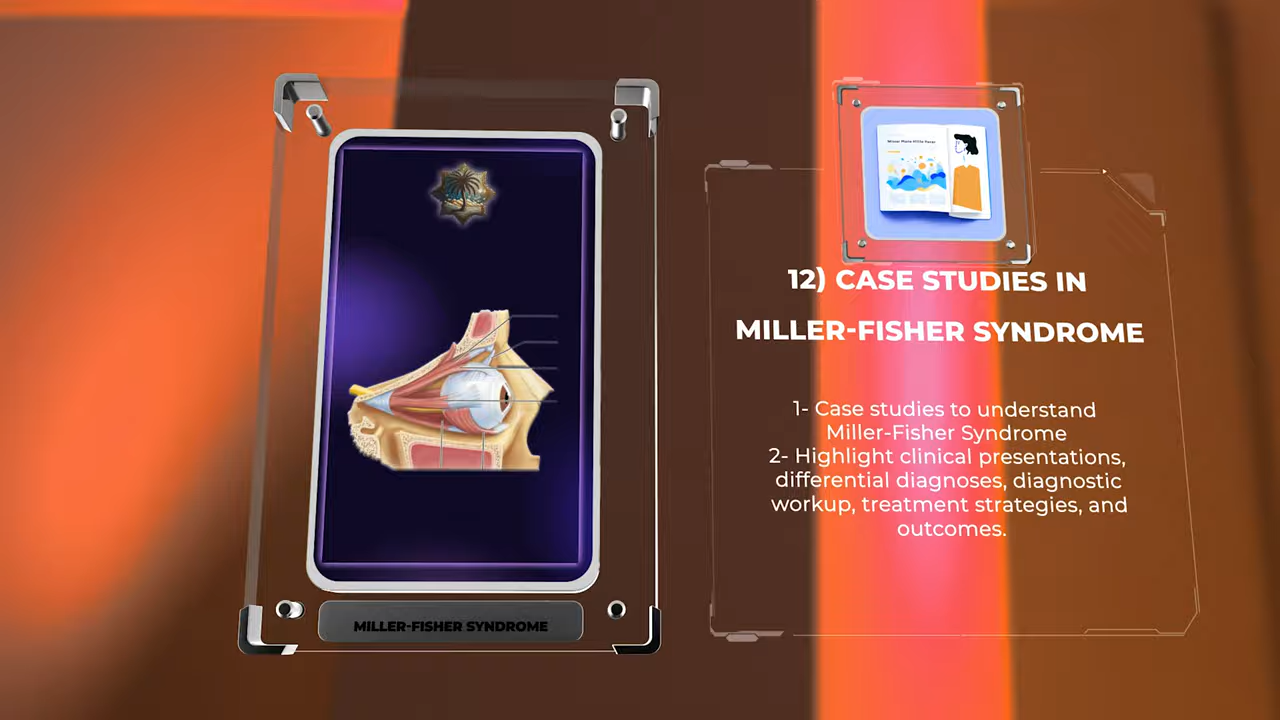 MILLER-FISHER SYNDROME
12) CASE STUDIES IN
MILLER-FISHER SYNDROME
1- Case studies to understand
Miller-Fisher Syndrome
2- Highlight clinical presentations,
differential diagnoses, diagnostic
workup, treatment strategies, and
outcomes.